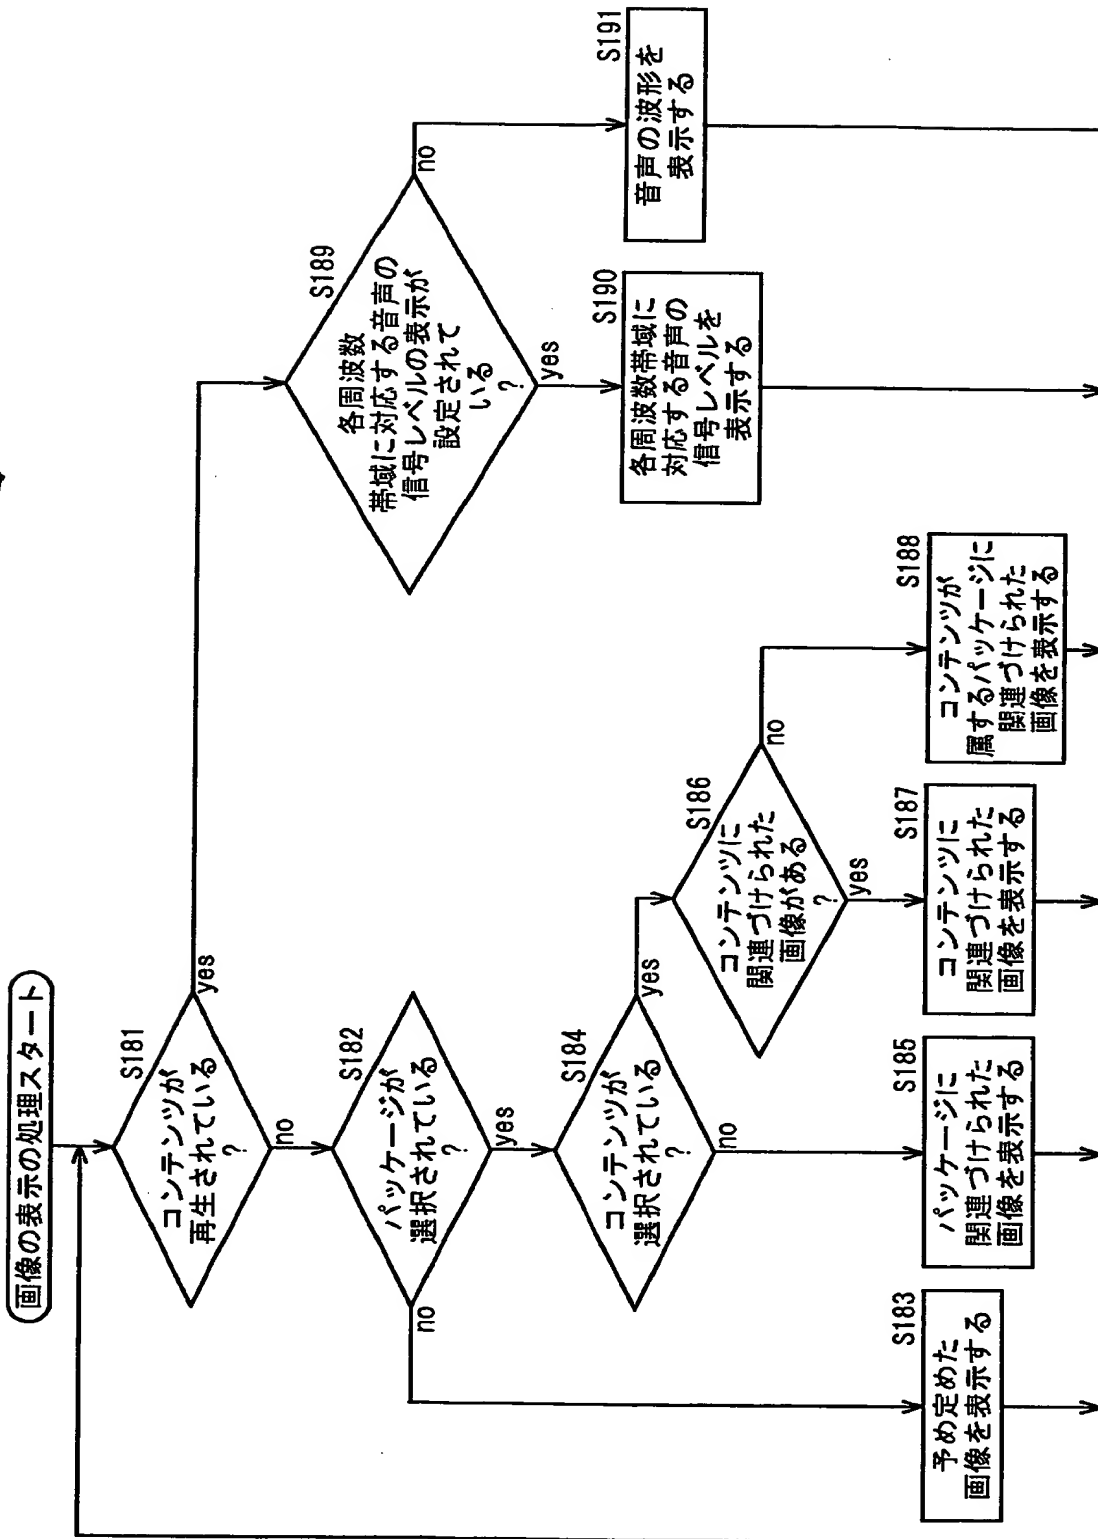 画像の表示の処理スタート
S181
コンテンツが
再生されている
?
yes
no
S182
パッケージが
選択されている
?
no
yes
S184
コンテンツが
選択されている
?
yes
no
S186
コンテンツに
関連づけられた
画像がある
?
no
yes
S189
各周波数
帯域に対応する音声の
信号レベルの表示が
設定されて
いる
?
no
yes
S183
予め定めた
画像を表示する
S185
パッケージに
関連づけられた
画像を表示する
S187
コンテンツに
関連づけられた
画像を表示する
S188
コンテンツが
属するパッケージに
関連づけられた
画像を表示する
S190
各周波数帯域に
対応する音声の
信号レベルを
表示する
S191
音声の波形を
表示する